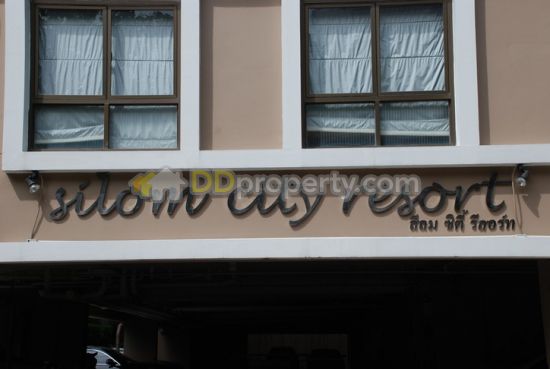 silom city resort
DDproperty.com
สีลม ซิตี้ รีสอร์ท